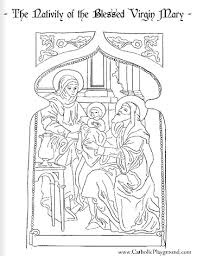 - The Nativity of the Blessed Virgin Mary -
www.CatholicPlayground.com